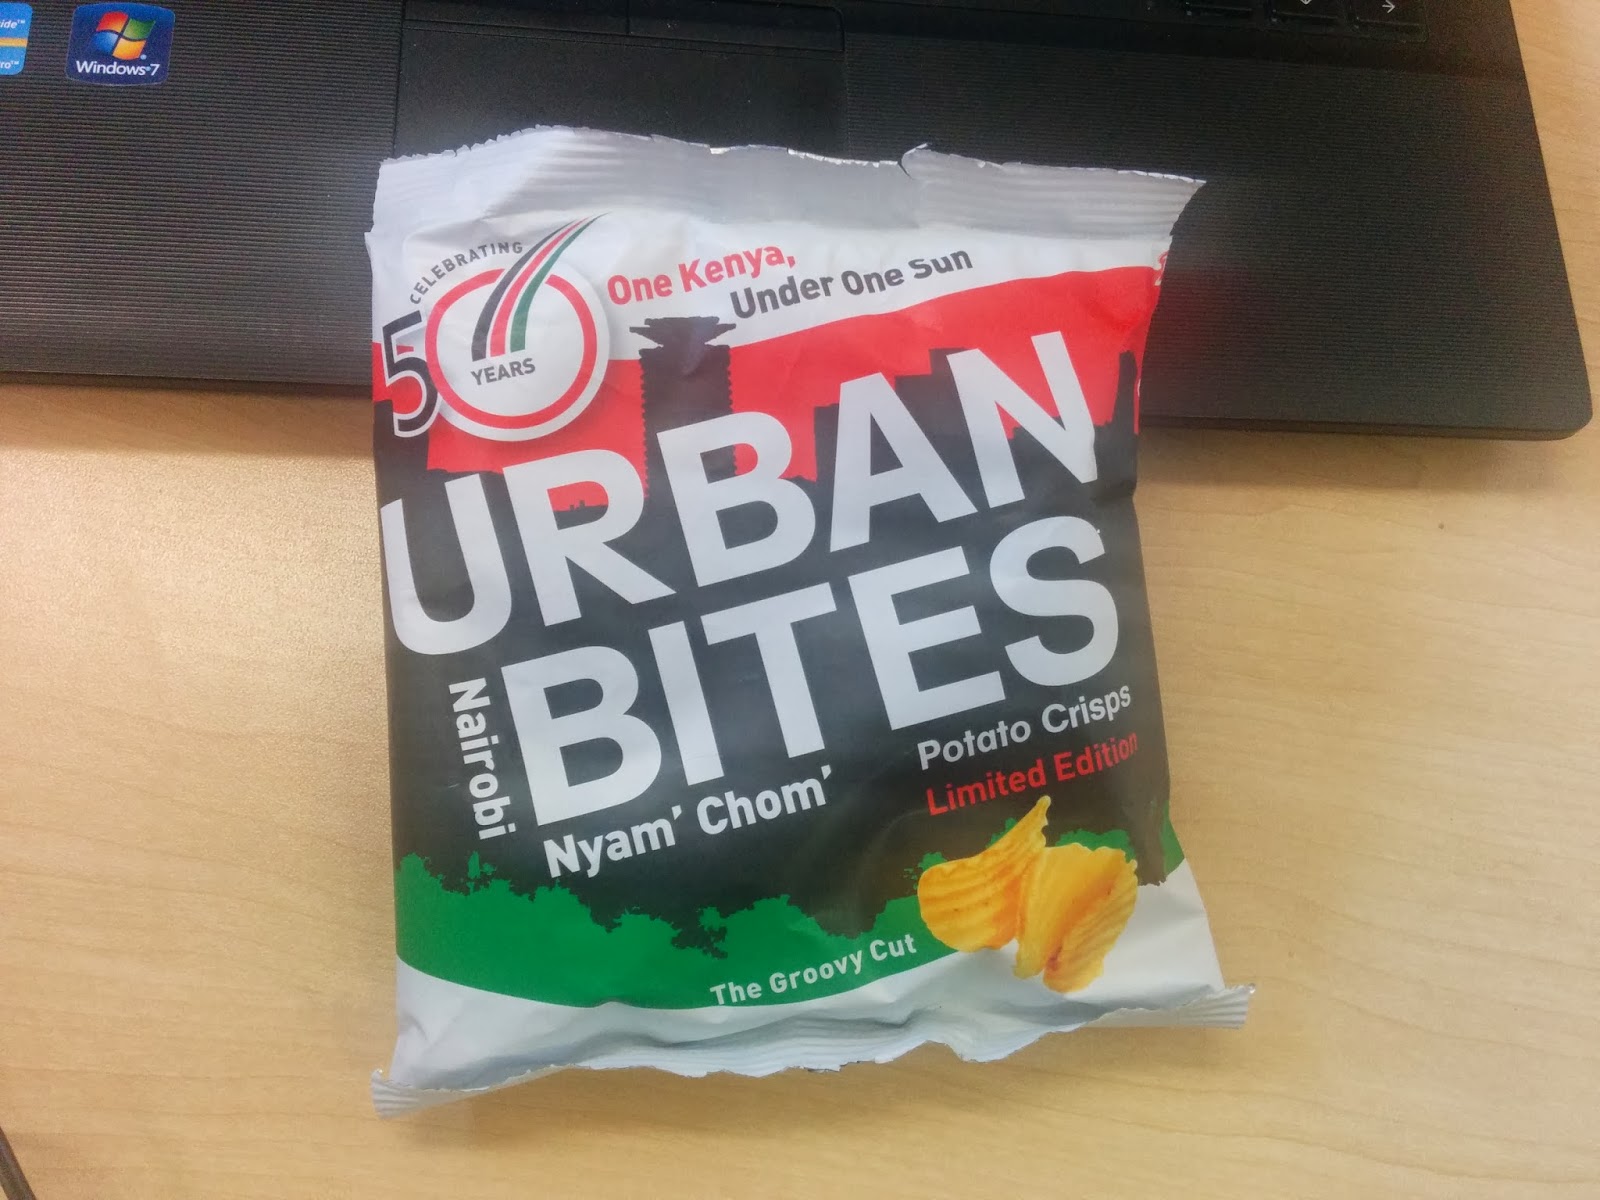 Windows 7
CELEBRATING
50
YEARS
One Kenya,
Under One Sun
URBAN
BITES
Nairobi
Nyam' Chom'
Potato Crisps
Limited Edition
The Groovy Cut